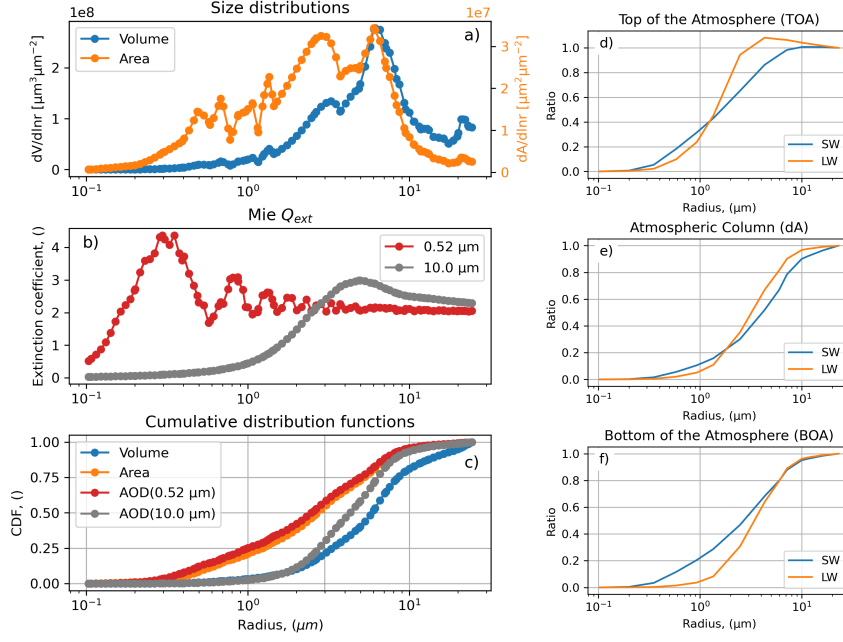 Size distributions
1e8
1e7
a)
Volume
Area
dV/dlnr [μm³μm⁻²]
dA/dlnr [μm²μm⁻²]
2
1
0
3
2
1
0
10⁻¹ 10⁰ 10¹
Mie Q_ext
b)
0.52 μm
10.0 μm
Extinction coefficient, ()
4
3
2
1
0
10⁻¹ 10⁰ 10¹
Cumulative distribution functions
c)
Volume
Area
AOD(0.52 μm)
AOD(10.0 μm)
CDF, ()
1.00
0.75
0.50
0.25
0.00
10⁻¹ 10⁰ 10¹
Radius, (μm)
Top of the Atmosphere (TOA)
d)
Ratio
1.0
0.8
0.6
0.4
0.2
0.0
SW
LW
10⁻¹ 10⁰ 10¹
Radius, (μm)
Atmospheric Column (dA)
e)
Ratio
1.0
0.8
0.6
0.4
0.2
0.0
SW
LW
10⁻¹ 10⁰ 10¹
Radius, (μm)
Bottom of the Atmosphere (BOA)
f)
Ratio
1.0
0.8
0.6
0.4
0.2
0.0
SW
LW
10⁻¹ 10⁰ 10¹
Radius, (μm)